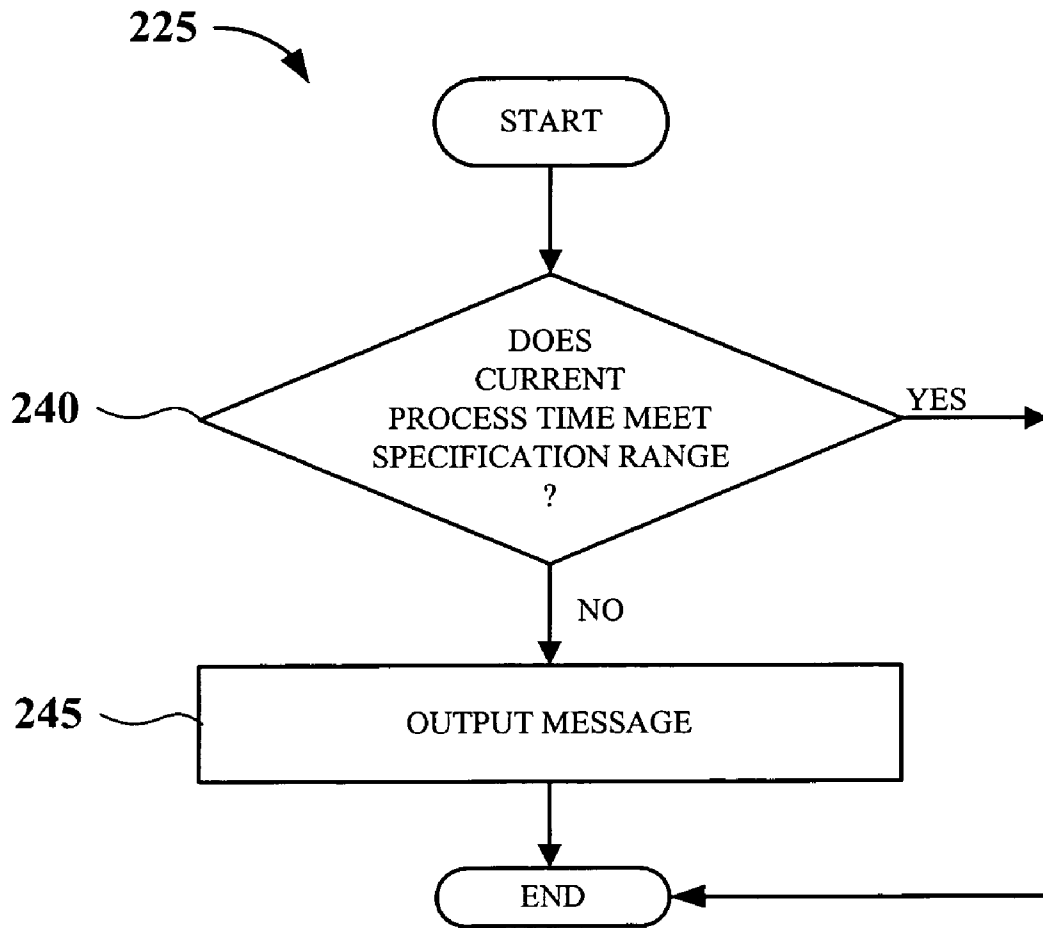 225
START
DOES
CURRENT
PROCESS TIME MEET
SPECIFICATION RANGE
?
240
YES
NO
245
OUTPUT MESSAGE
END